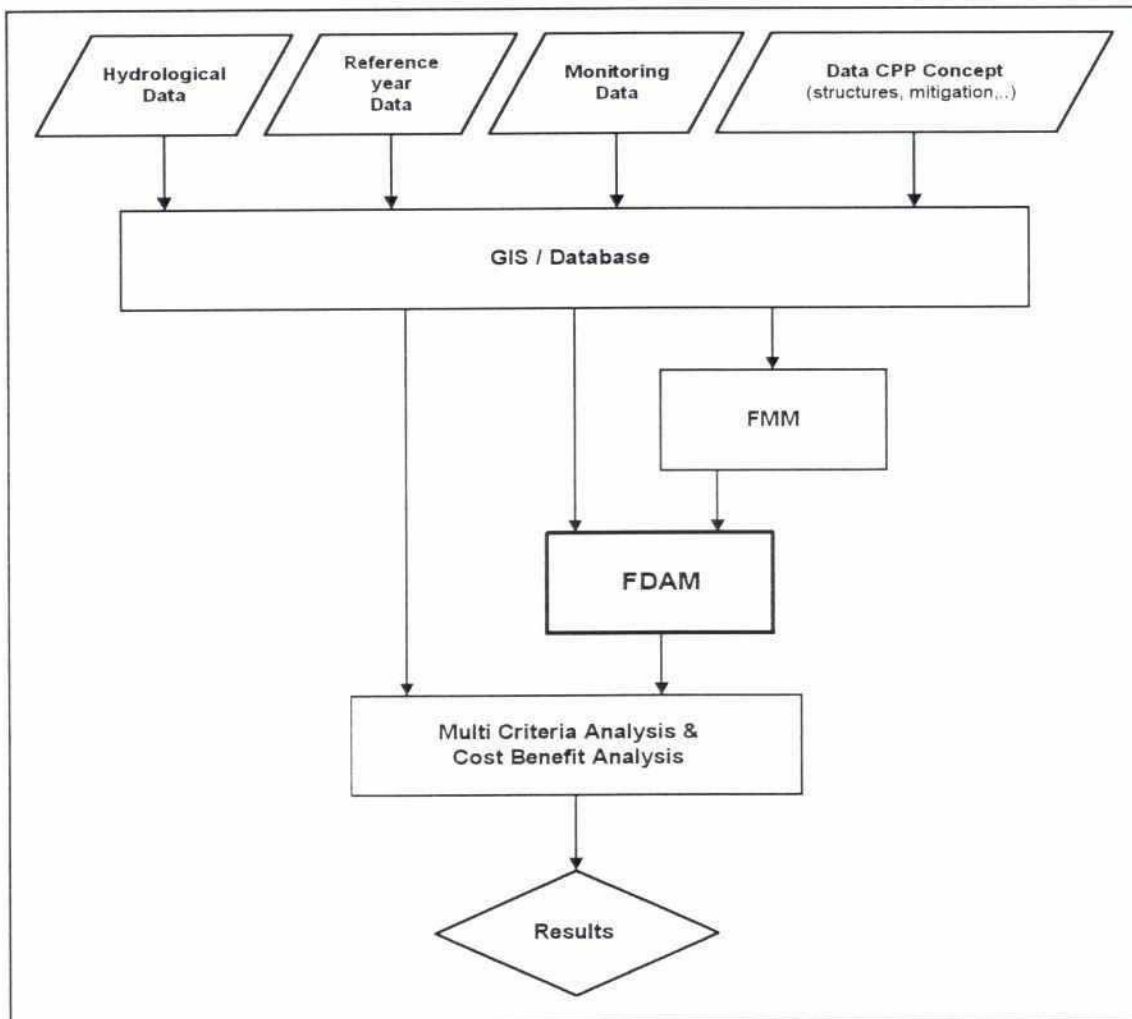 Hydrological
Data
Reference
year
Data
Monitoring
Data
Data CPP Concept
(structures, mitigation,..)
GIS / Database
FMM
FDAM
Multi Criteria Analysis &
Cost Benefit Analysis
Results